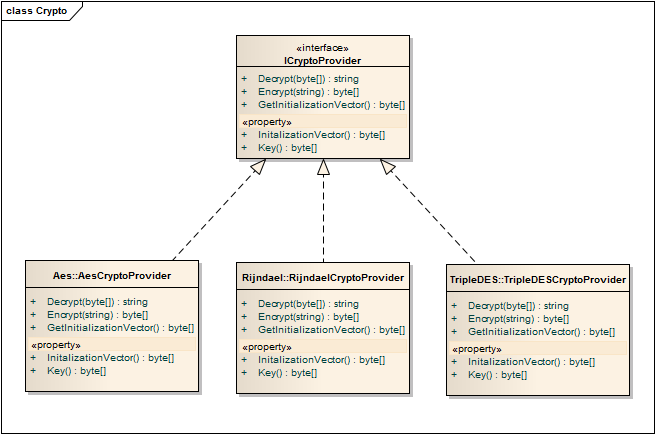 class Crypto
«interface»
ICryptoProvider
+ Decrypt(byte[]) : string
+ Encrypt(string) : byte[]
+ GetInitializationVector() : byte[]
«property»
+ InitalizationVector() : byte[]
+ Key() : byte[]
Aes::AesCryptoProvider
+ Decrypt(byte[]) : string
+ Encrypt(string) : byte[]
+ GetInitializationVector() : byte[]
«property»
+ InitalizationVector() : byte[]
+ Key() : byte[]
Rijndael::RijndaelCryptoProvider
+ Decrypt(byte[]) : string
+ Encrypt(string) : byte[]
+ GetInitializationVector() : byte[]
«property»
+ InitalizationVector() : byte[]
+ Key() : byte[]
TripleDES::TripleDESCryptoProvider
+ Decrypt(byte[]) : string
+ Encrypt(string) : byte[]
+ GetInitializationVector() : byte[]
«property»
+ InitalizationVector() : byte[]
+ Key() : byte[]